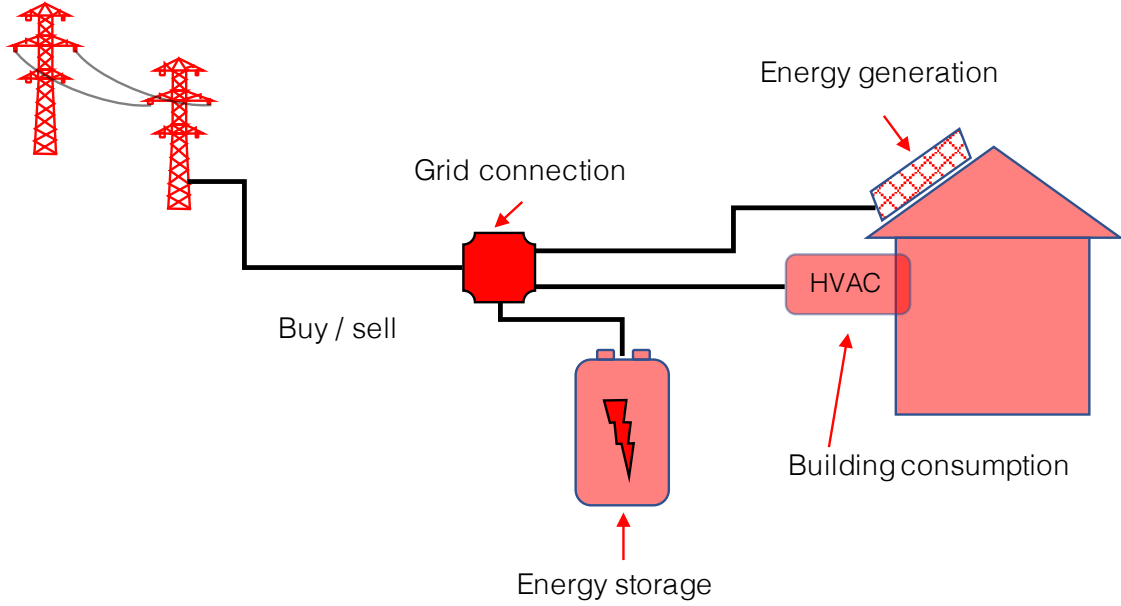 Energy generation
Grid connection
HVAC
Buy / sell
Building consumption
Energy storage